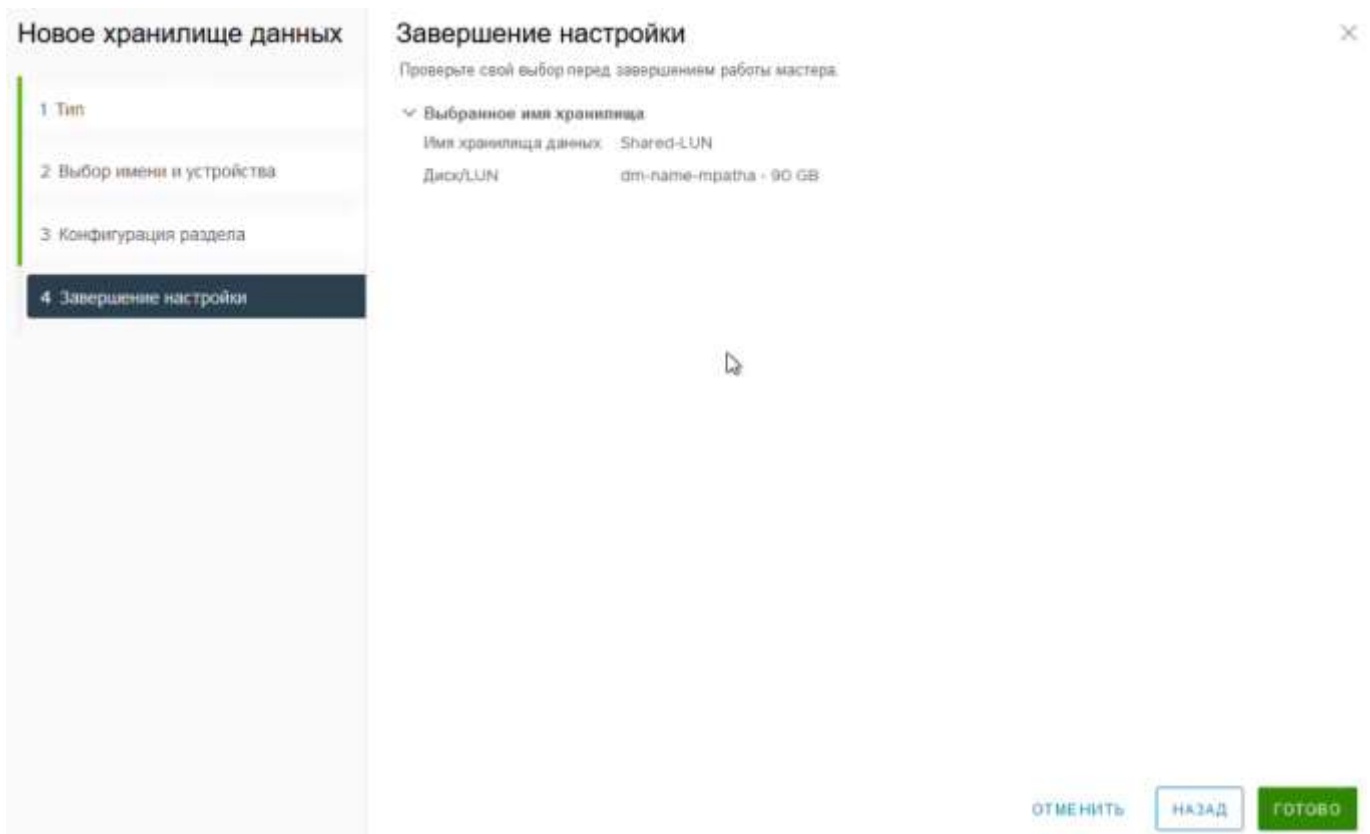 Новое хранилище данных
1 Тип
2 Выбор имени и устройства
3 Конфигурация раздела
4 Завершение настройки
Завершение настройки
Проверьте свой выбор перед завершением работы мастера.
Выбранное имя хранилища
Имя хранилища данных Shared-LUN
Диск/LUN dm-name-mpatha - 90 GB
ОТМЕНИТЬ НАЗАД ГОТОВО